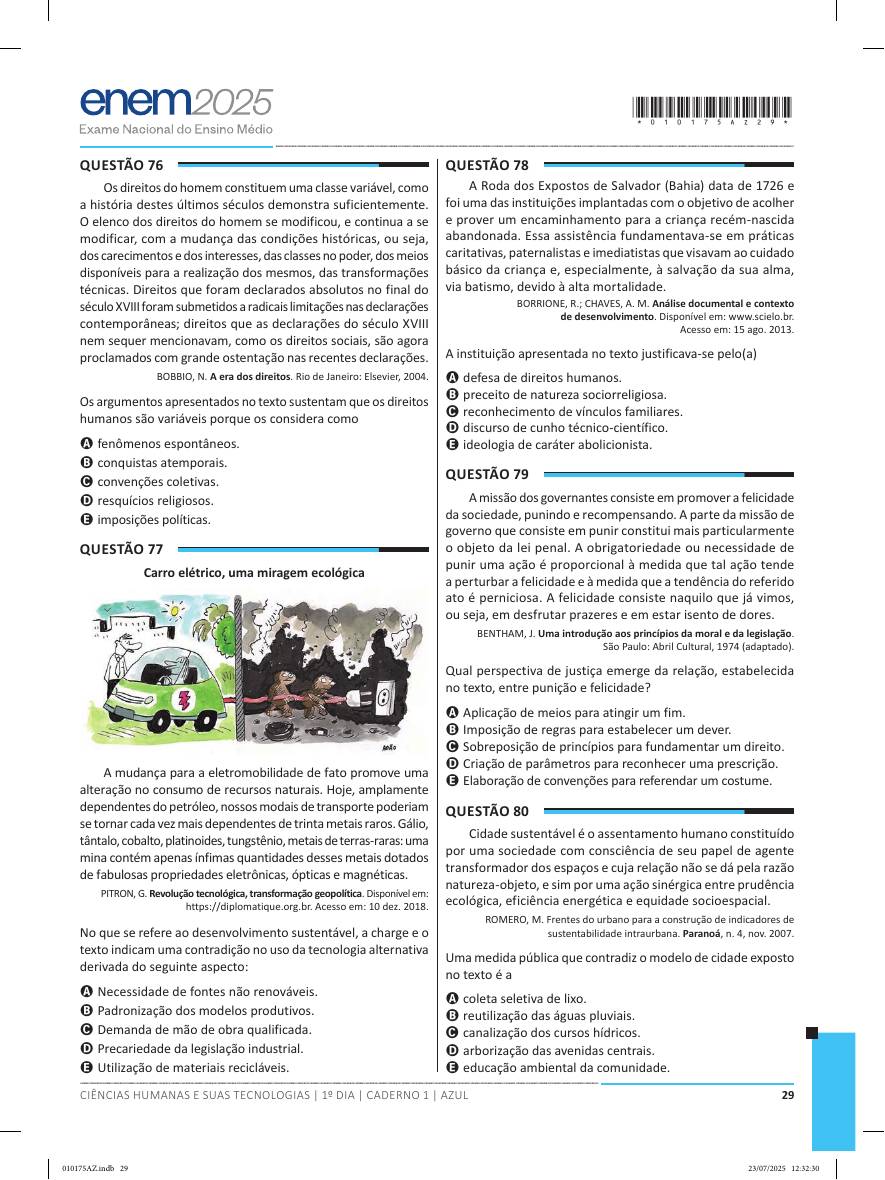 enem2025
Exame Nacional do Ensino Médio
*010175AZ29*
QUESTÃO 76
Os direitos do homem constituem uma classe variável, como
a história destes últimos séculos demonstra suficientemente.
O elenco dos direitos do homem se modificou, e continua a se
modificar, com a mudança das condições históricas, ou seja,
dos carecimentos e dos interesses, das classes no poder, dos meios
disponíveis para a realização dos mesmos, das transformações
técnicas. Direitos que foram declarados absolutos no final do
século XVIII foram submetidos a radicais limitações nas declarações
contemporâneas; direitos que as declarações do século XVIII
nem sequer mencionavam, como os direitos sociais, são agora
proclamados com grande ostentação nas recentes declarações.
BOBBIO, N. A era dos direitos. Rio de Janeiro: Elsevier, 2004.
Os argumentos apresentados no texto sustentam que os direitos
humanos são variáveis porque os considera como
A fenômenos espontâneos.
B conquistas atemporais.
C convenções coletivas.
D resquícios religiosos.
E imposições políticas.
QUESTÃO 77
Carro elétrico, uma miragem ecológica
ADÃO
A mudança para a eletromobilidade de fato promove uma
alteração no consumo de recursos naturais. Hoje, amplamente
dependentes do petróleo, nossos modais de transporte poderiam
se tornar cada vez mais dependentes de trinta metais raros. Gálio,
tântalo, cobalto, platinoides, tungstênio, metais de terras-raras: uma
mina contém apenas ínfimas quantidades desses metais dotados
de fabulosas propriedades eletrônicas, ópticas e magnéticas.
PITRON, G. Revolução tecnológica, transformação geopolítica. Disponível em:
https://diplomatique.org.br. Acesso em: 10 dez. 2018.
No que se refere ao desenvolvimento sustentável, a charge e o
texto indicam uma contradição no uso da tecnologia alternativa
derivada do seguinte aspecto:
A Necessidade de fontes não renováveis.
B Padronização dos modelos produtivos.
C Demanda de mão de obra qualificada.
D Precariedade da legislação industrial.
E Utilização de materiais recicláveis.
QUESTÃO 78
A Roda dos Expostos de Salvador (Bahia) data de 1726 e
foi uma das instituições implantadas com o objetivo de acolher
e prover um encaminhamento para a criança recém-nascida
abandonada. Essa assistência fundamentava-se em práticas
caritativas, paternalistas e imediatistas que visavam ao cuidado
básico da criança e, especialmente, à salvação da sua alma,
via batismo, devido à alta mortalidade.
BORRIONE, R.; CHAVES, A. M. Análise documental e contexto
de desenvolvimento. Disponível em: www.scielo.br.
Acesso em: 15 ago. 2013.
A instituição apresentada no texto justificava-se pelo(a)
A defesa de direitos humanos.
B preceito de natureza sociorreligiosa.
C reconhecimento de vínculos familiares.
D discurso de cunho técnico-científico.
E ideologia de caráter abolicionista.
QUESTÃO 79
A missão dos governantes consiste em promover a felicidade
da sociedade, punindo e recompensando. A parte da missão de
governo que consiste em punir constitui mais particularmente
o objeto da lei penal. A obrigatoriedade ou necessidade de
punir uma ação é proporcional à medida que tal ação tende
a perturbar a felicidade e à medida que a tendência do referido
ato é perniciosa. A felicidade consiste naquilo que já vimos,
ou seja, em desfrutar prazeres e em estar isento de dores.
BENTHAM, J. Uma introdução aos princípios da moral e da legislação.
São Paulo: Abril Cultural, 1974 (adaptado).
Qual perspectiva de justiça emerge da relação, estabelecida
no texto, entre punição e felicidade?
A Aplicação de meios para atingir um fim.
B Imposição de regras para estabelecer um dever.
C Sobreposição de princípios para fundamentar um direito.
D Criação de parâmetros para reconhecer uma prescrição.
E Elaboração de convenções para referendar um costume.
QUESTÃO 80
Cidade sustentável é o assentamento humano constituído
por uma sociedade com consciência de seu papel de agente
transformador dos espaços e cuja relação não se dá pela razão
natureza-objeto, e sim por uma ação sinérgica entre prudência
ecológica, eficiência energética e equidade socioespacial.
ROMERO, M. Frentes do urbano para a construção de indicadores de
sustentabilidade intraurbana. Paranoá, n. 4, nov. 2007.
Uma medida pública que contradiz o modelo de cidade exposto
no texto é a
A coleta seletiva de lixo.
B reutilização das águas pluviais.
C canalização dos cursos hídricos.
D arborização das avenidas centrais.
E educação ambiental da comunidade.
CIÊNCIAS HUMANAS E SUAS TECNOLOGIAS | 1º DIA | CADERNO 1 | AZUL
29
010175AZ.indb 29
23/07/2025 12:32:30